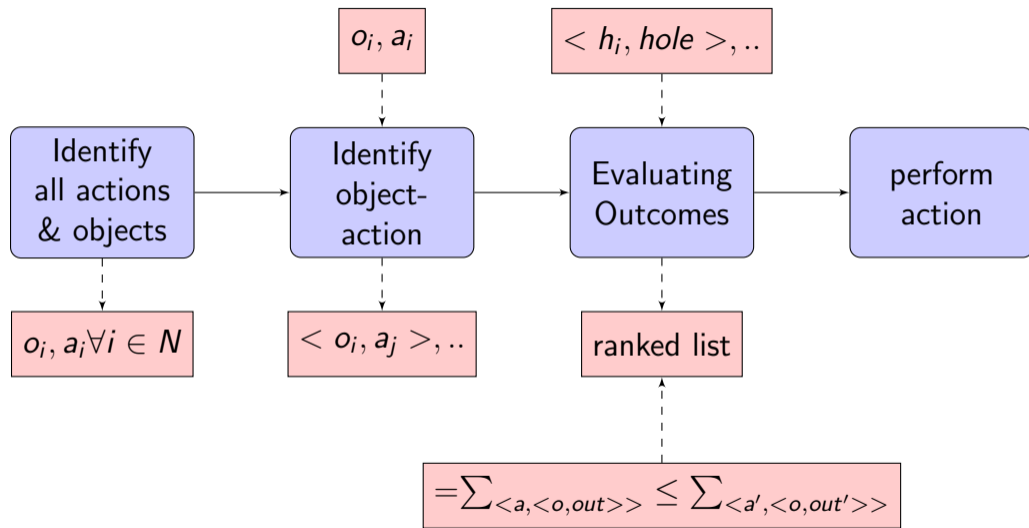 o_i, a_i
< h_i, hole >, ..
Identify
all actions
& objects
Identify
object-
action
Evaluating
Outcomes
perform
action
o_i, a_i∀i ∈ N
< o_i, a_j >, ..
ranked list
=∑_{<a,<o,out>>} ≤ ∑_{<a′,<o,out′>>}